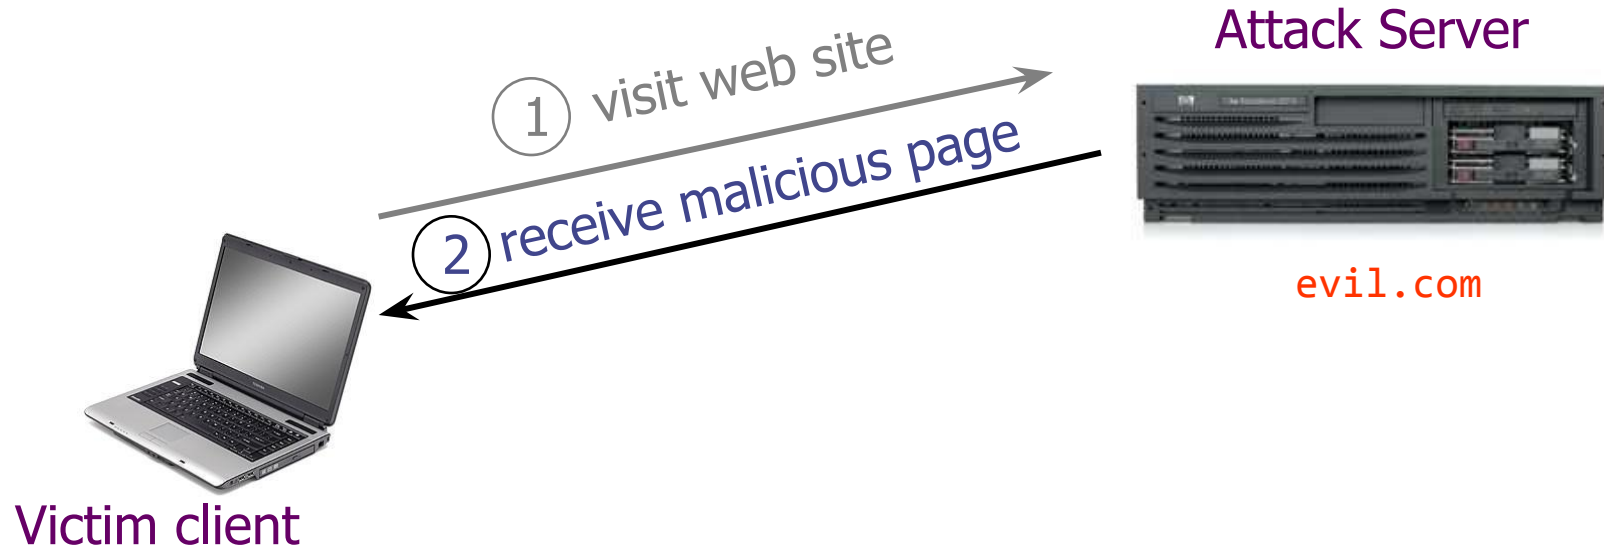 Attack Server
1 visit web site
2 receive malicious page
evil.com
Victim client